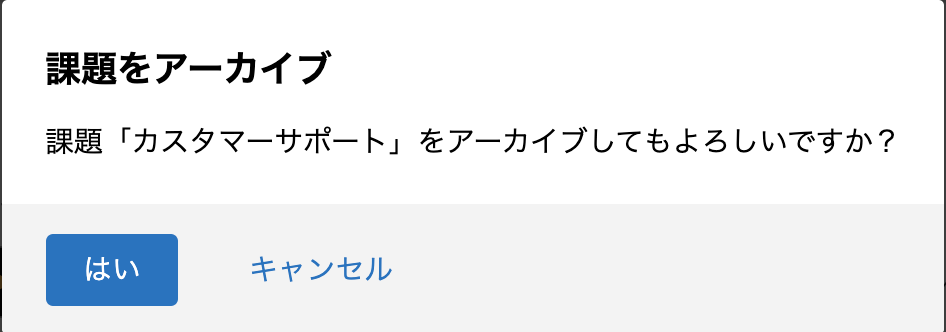 課題をアーカイブ
課題「カスタマーサポート」をアーカイブしてもよろしいですか？
はい
キャンセル